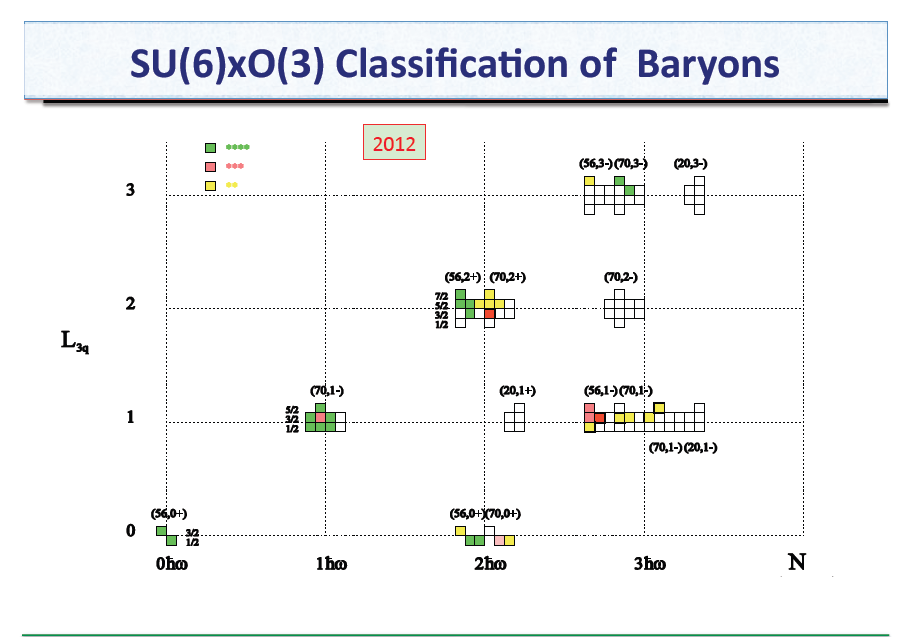 SU(6)xO(3) Classification of Baryons
2012
****
***
**
(56,3-) (70,3-) (20,3-)
3
(56,2+) (70,2+) (70,2-)
7/2
5/2
3/2
1/2
2
L3q
(70,1-) (20,1+) (56,1-) (70,1-)
5/2
3/2
1/2
1
(70,1-) (20,1-)
(56,0+) (56,0+) (70,0+)
0
3/2
1/2
0ħω 1ħω 2ħω 3ħω N